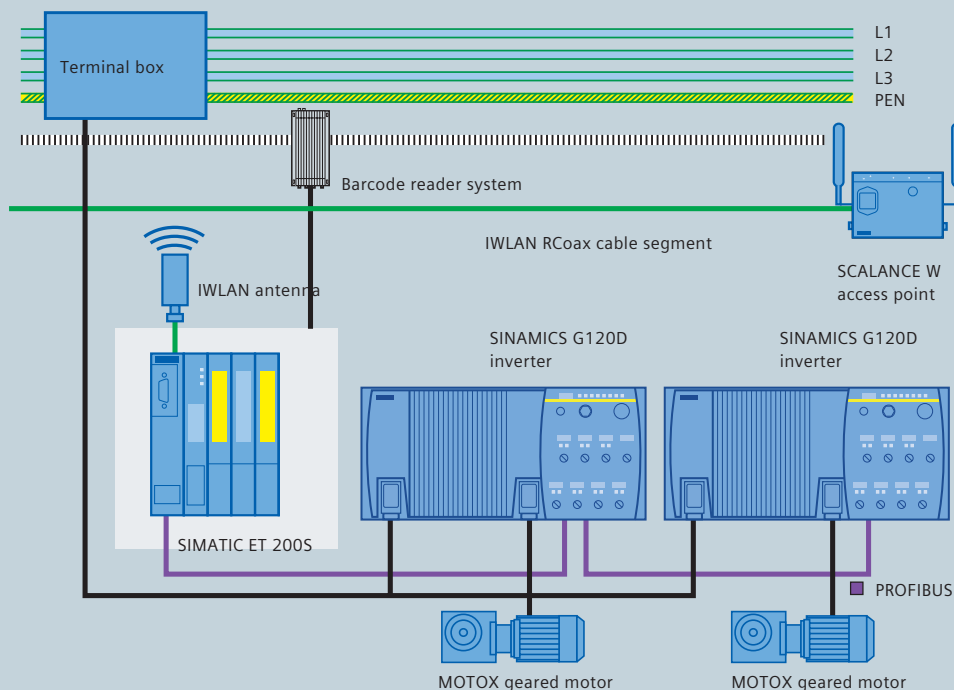 L1
Terminal box
L2
L3
PEN
Barcode reader system
IWLAN RCoax cable segment
SCALANCE W
access point
IWLAN antenna
SINAMICS G120D
inverter
SINAMICS G120D
inverter
SIMATIC ET 200S
PROFIBUS
MOTOX geared motor
MOTOX geared motor